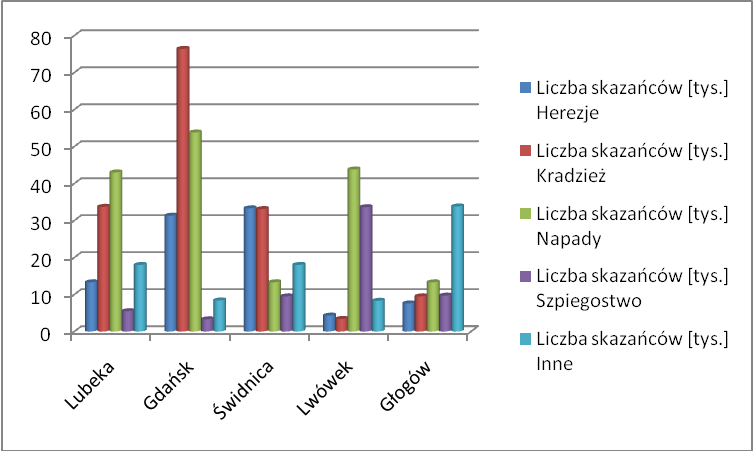 80
70
60
50
40
30
20
10
0
Lubeka
Gdańsk
Świdnica
Lwówek
Głogów
Liczba skazańców [tys.]
Herezje
Liczba skazańców [tys.]
Kradzież
Liczba skazańców [tys.]
Napady
Liczba skazańców [tys.]
Szpiegostwo
Liczba skazańców [tys.]
Inne